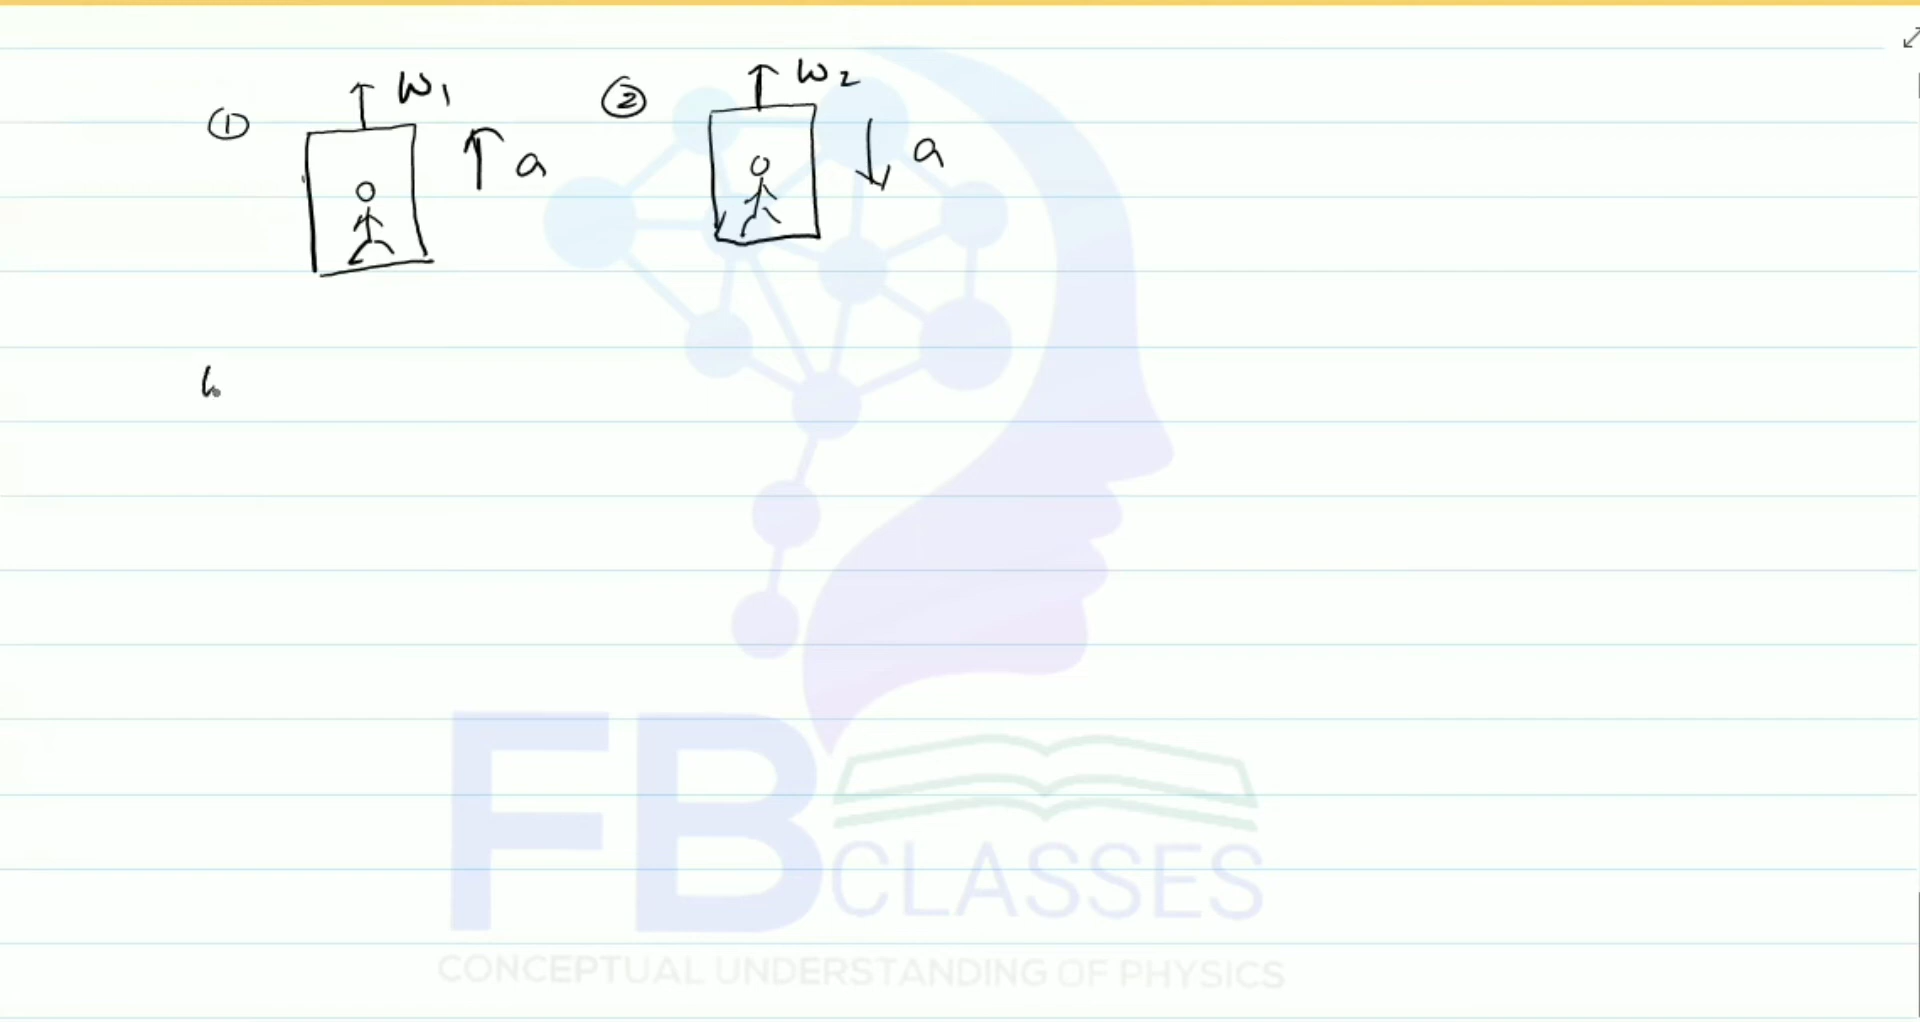 ① W1 a ② W2 a
FB CLASSES
CONCEPTUAL UNDERSTANDING OF PHYSICS